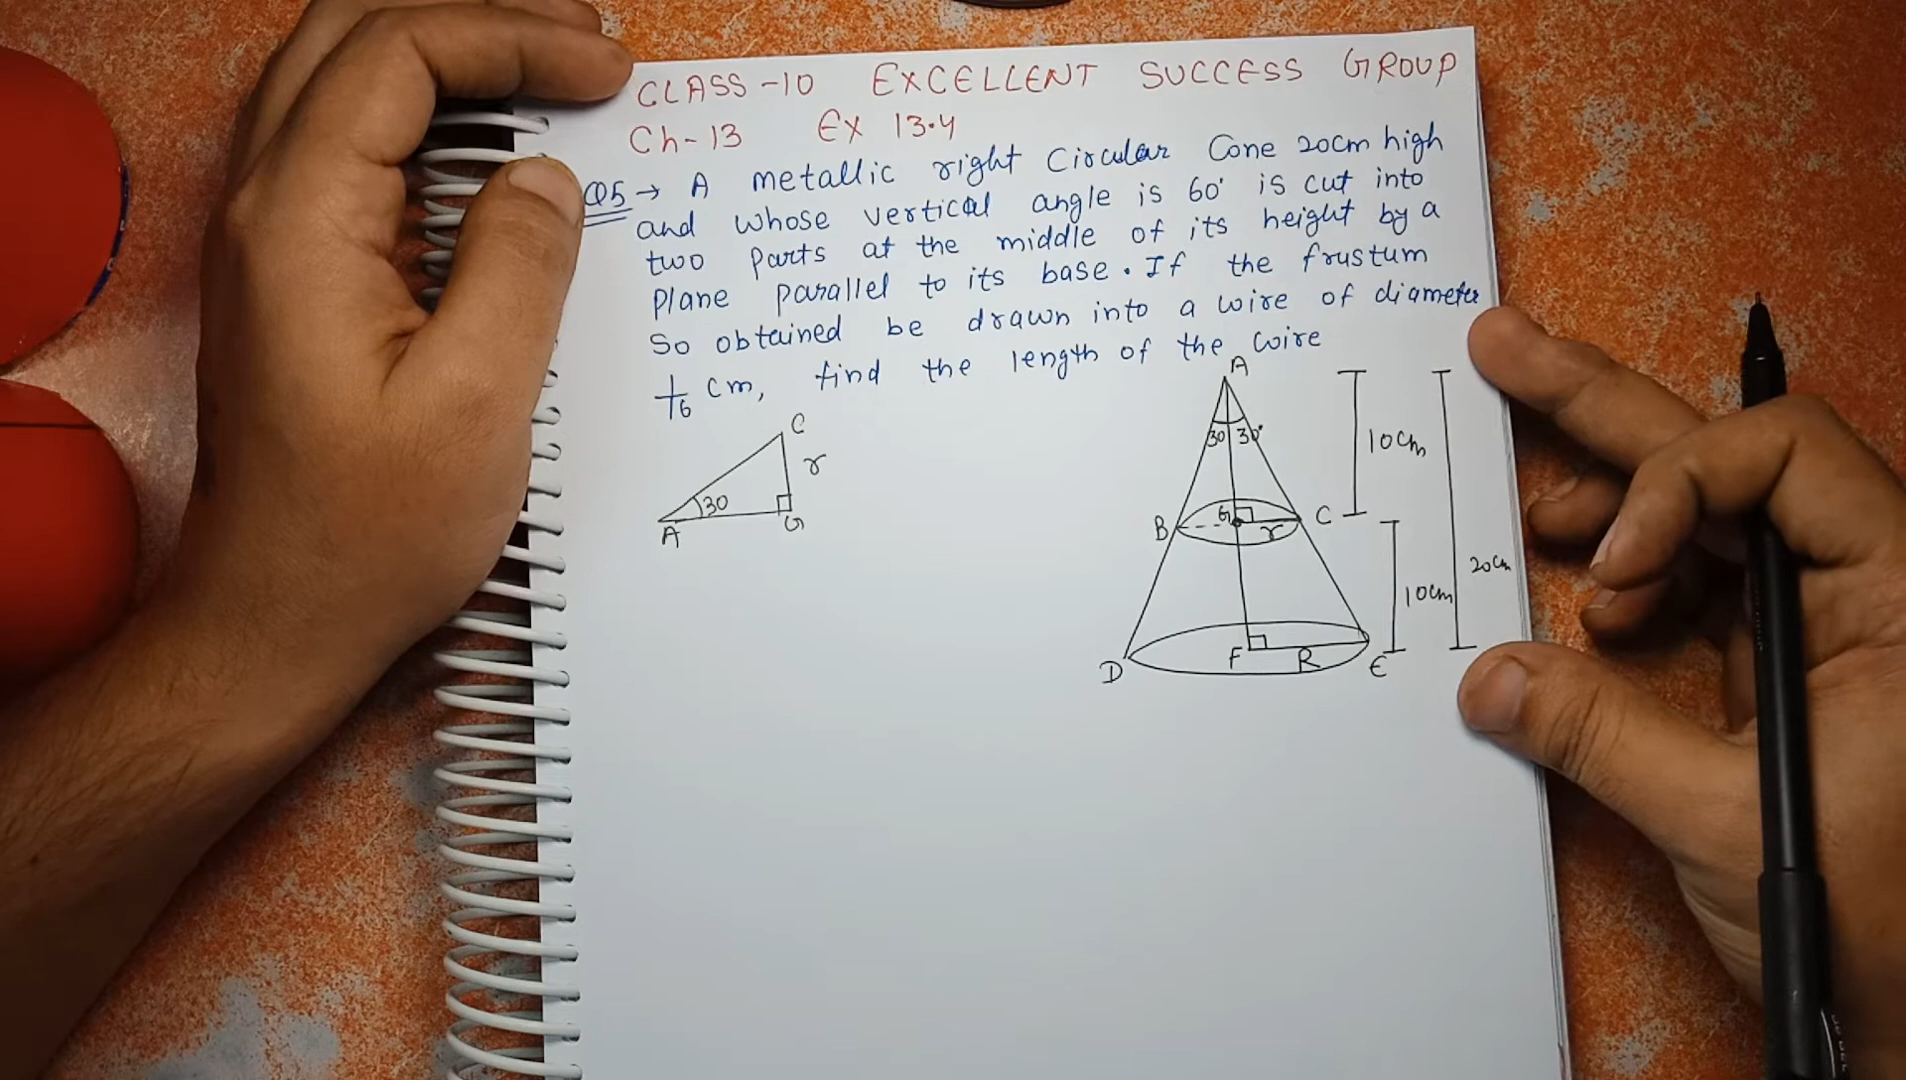 CLASS-10 EXCELLENT SUCCESS GROUP
Ch-13 Ex 13.4
Q5 → A metallic right Circular Cone 20cm high
and whose vertical angle is 60° is cut into
two parts at the middle of its height by a
Plane parallel to its base. If the frustum
So obtained be drawn into a wire of diameter
1/16 cm, find the length of the wire
A
30 30°
10cm
B G r C
10cm
20cm
D F R E
C
r
30
A G